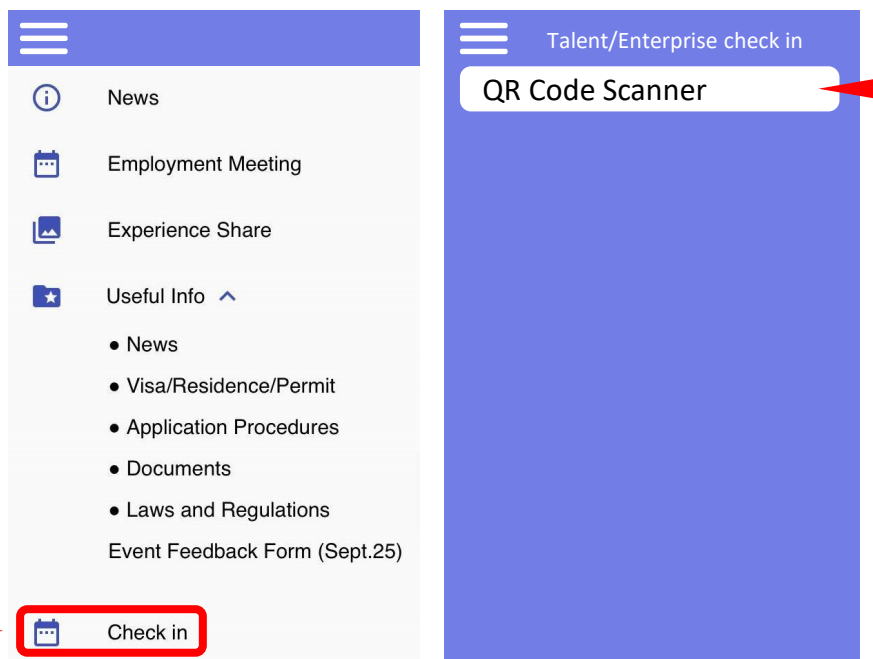 News
Employment Meeting
Experience Share
Useful Info
● News
● Visa/Residence/Permit
● Application Procedures
● Documents
● Laws and Regulations
Event Feedback Form (Sept.25)
Check in
Talent/Enterprise check in
QR Code Scanner